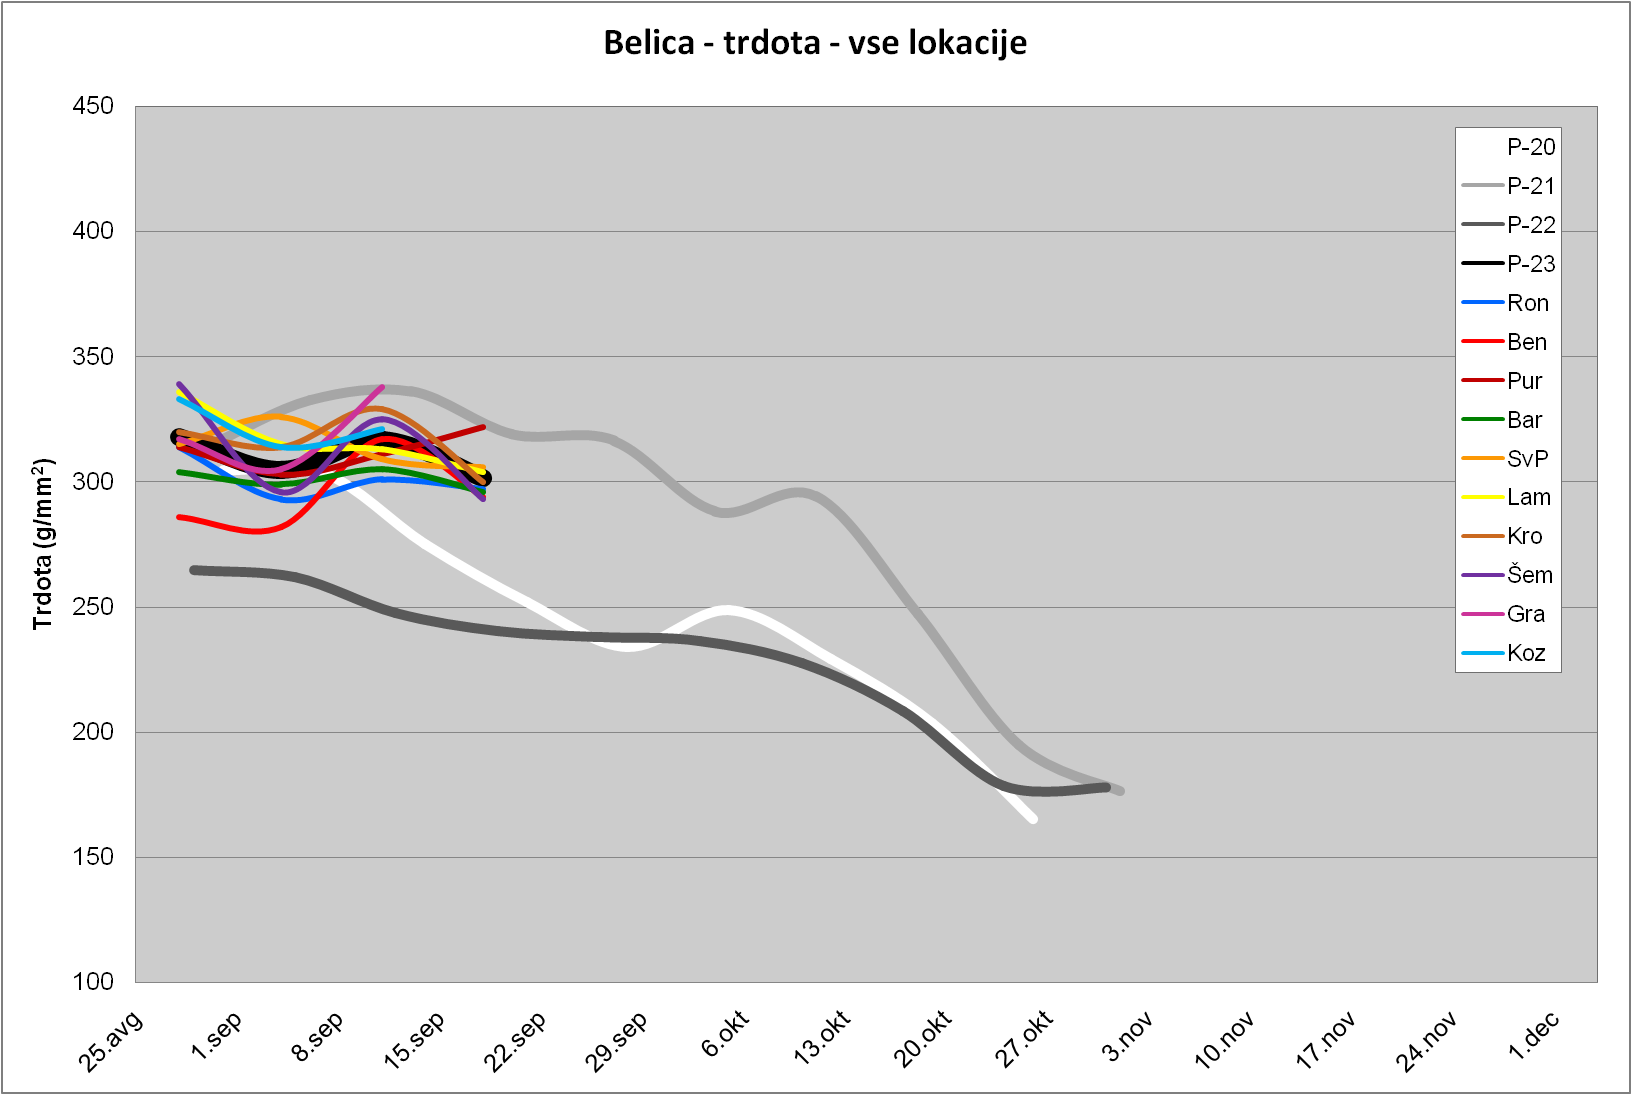 Belica - trdota - vse lokacije
450
400
350
300
250
200
150
100
Trdota (g/mm²)
25.avg
1.sep
8.sep
15.sep
22.sep
29.sep
6.okt
13.okt
20.okt
27.okt
3.nov
10.nov
17.nov
24.nov
1.dec
P-20
P-21
P-22
P-23
Ron
Ben
Pur
Bar
SvP
Lam
Kro
Šem
Gra
Koz